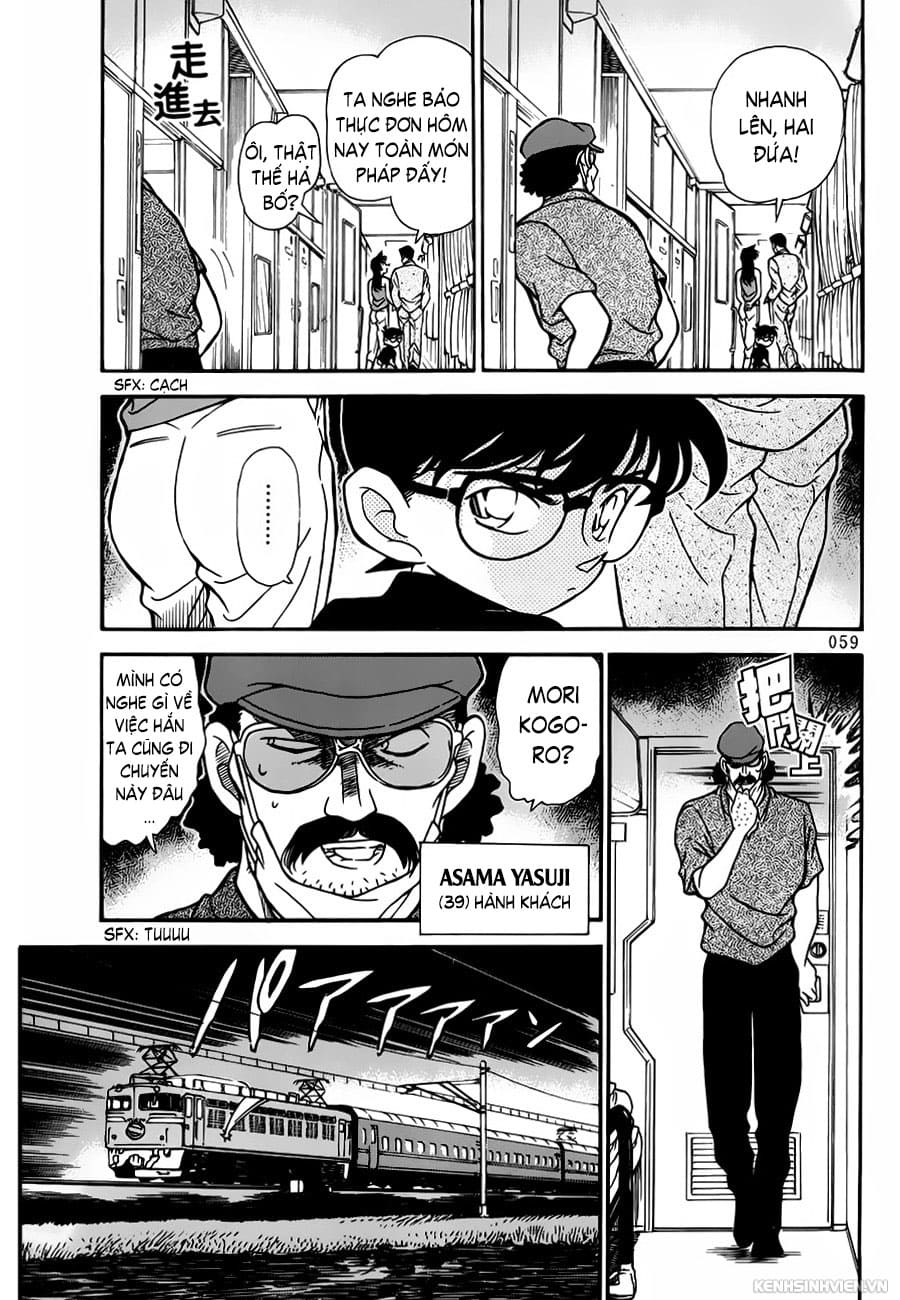 NHANH
LÊN, HAI
ĐỨA!
TA NGHE BẢO
THỰC ĐƠN HÔM
NAY TOÀN MÓN
PHÁP ĐẤY!
ÔI, THẬT
THẾ HẢ
BỐ?
走
進
去
SFX: CẠCH
.........
059
把
門
關
上
MORI
KOGO-
RO?
MÌNH CÓ
NGHE GÌ VỀ
VIỆC HẮN
TA CŨNG ĐI
CHUYẾN
NÀY ĐÂU
...
ASAMA YASUJI
(39) HÀNH KHÁCH
SFX: TUUUU
パアアアアン
KENHSINHVIEN.VN